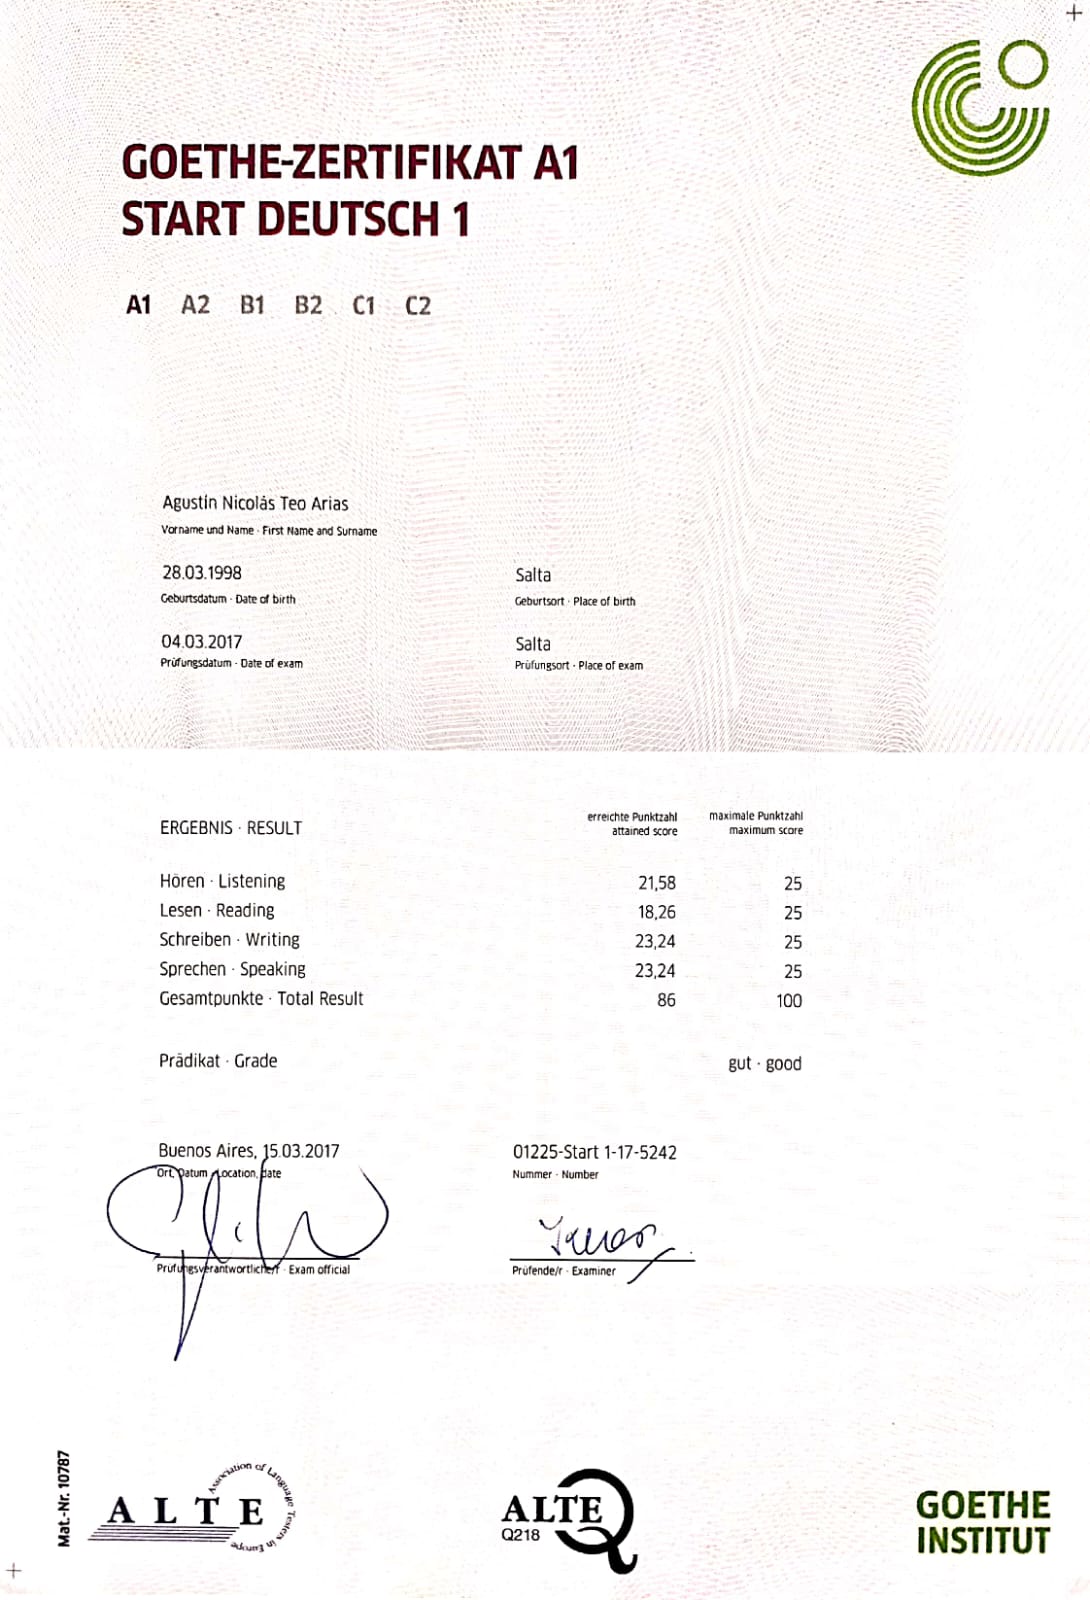 GOETHE-ZERTIFIKAT A1
START DEUTSCH 1
A1 A2 B1 B2 C1 C2
Agustín Nicolás Teo Arias
Vorname und Name · First Name and Surname
28.03.1998 Salta
Geburtsdatum · Date of birth Geburtsort · Place of birth
04.03.2017 Salta
Prüfungsdatum · Date of exam Prüfungsort · Place of exam
ERGEBNIS · RESULT
erreichte Punktzahl maximale Punktzahl
attained score maximum score
Hören · Listening 21,58 25
Lesen · Reading 18,26 25
Schreiben · Writing 23,24 25
Sprechen · Speaking 23,24 25
Gesamtpunkte · Total Result 86 100
Prädikat · Grade gut · good
Buenos Aires, 15.03.2017 01225-Start 1-17-5242
Ort, Datum · Location, date Nummer · Number
Prüfungsverantwortliche/r · Exam official Prüfende/r · Examiner
Mat.-Nr. 10787
ALTE
Association of Language Testers in Europe
ALTE
Q218
GOETHE
INSTITUT